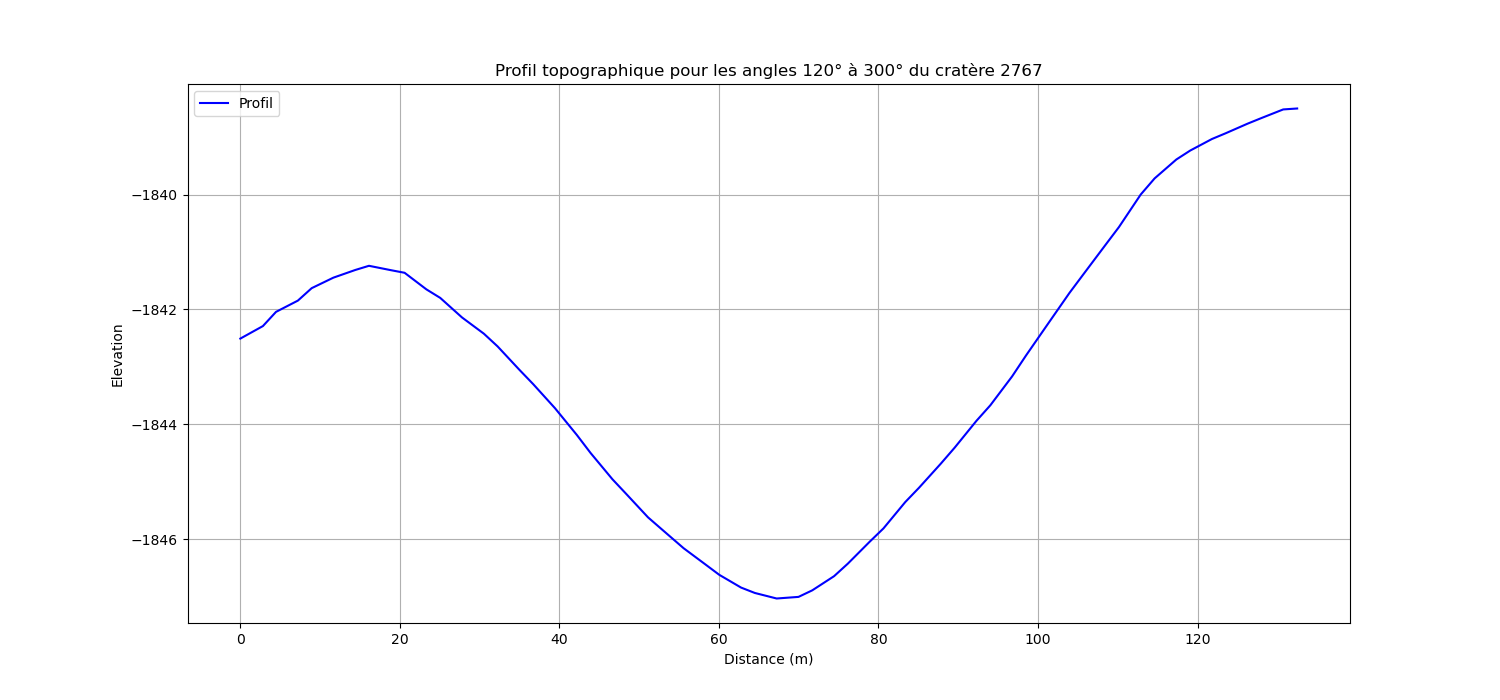 Profil topographique pour les angles 120° à 300° du cratère 2767
Profil
−1840
−1842
−1844
−1846
Elevation
0 20 40 60 80 100 120
Distance (m)